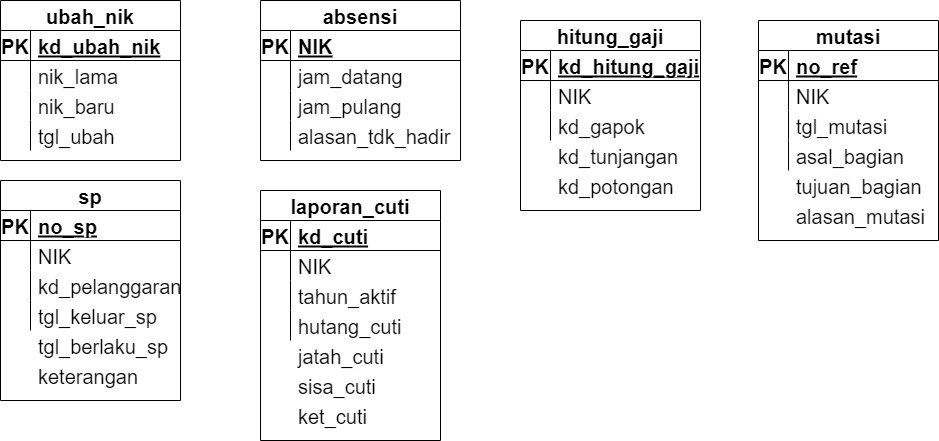 ubah_nik
PK kd_ubah_nik
nik_lama
nik_baru
tgl_ubah
absensi
PK NIK
jam_datang
jam_pulang
alasan_tdk_hadir
hitung_gaji
PK kd_hitung_gaji
NIK
kd_gapok
kd_tunjangan
kd_potongan
mutasi
PK no_ref
NIK
tgl_mutasi
asal_bagian
tujuan_bagian
alasan_mutasi
sp
PK no_sp
NIK
kd_pelanggaran
tgl_keluar_sp
tgl_berlaku_sp
keterangan
laporan_cuti
PK kd_cuti
NIK
tahun_aktif
hutang_cuti
jatah_cuti
sisa_cuti
ket_cuti